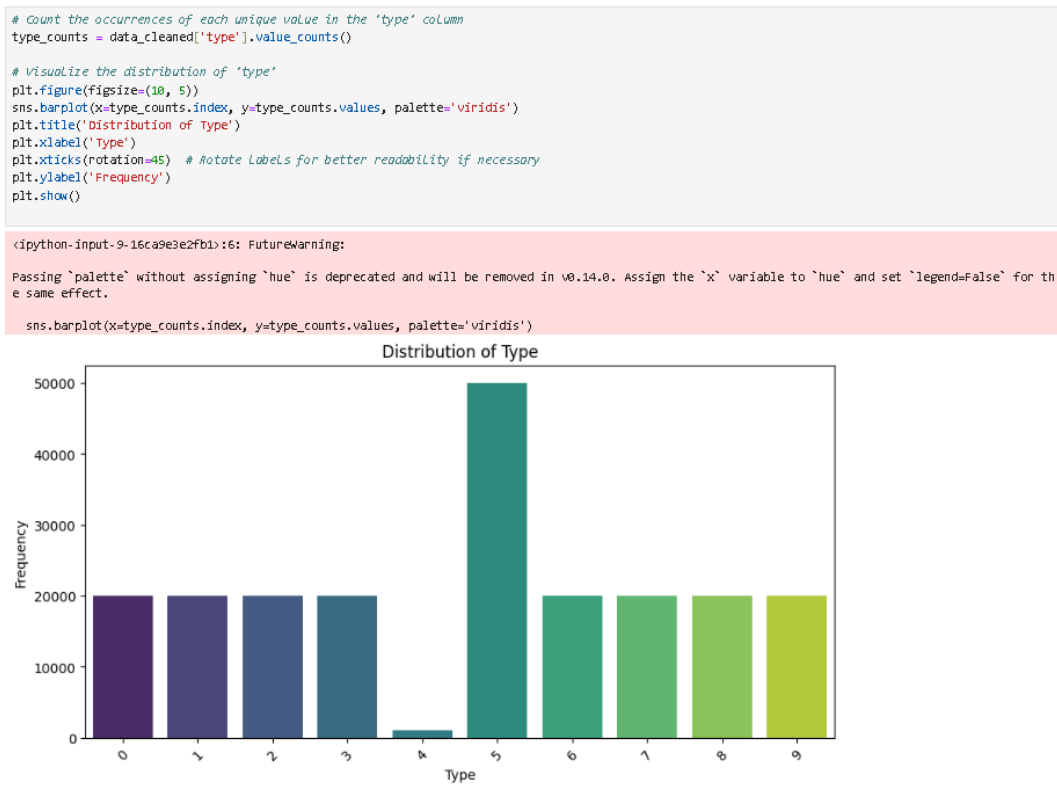 # Count the occurrences of each unique value in the 'type' column
type_counts = data_cleaned['type'].value_counts()
# Visualize the distribution of 'type'
plt.figure(figsize=(10, 5))
sns.barplot(x=type_counts.index, y=type_counts.values, palette='viridis')
plt.title('Distribution of Type')
plt.xlabel('Type')
plt.xticks(rotation=45)  # Rotate labels for better readability if necessary
plt.ylabel('Frequency')
plt.show()
<ipython-input-9-16ca9e3e2fb1>:6: FutureWarning:
Passing `palette` without assigning `hue` is deprecated and will be removed in v0.14.0. Assign the `x` variable to `hue` and set `legend=False` for th
e same effect.
sns.barplot(x=type_counts.index, y=type_counts.values, palette='viridis')
Distribution of Type
50000
40000
30000
20000
10000
0
Frequency
0 1 2 3 4 5 6 7 8 9
Type